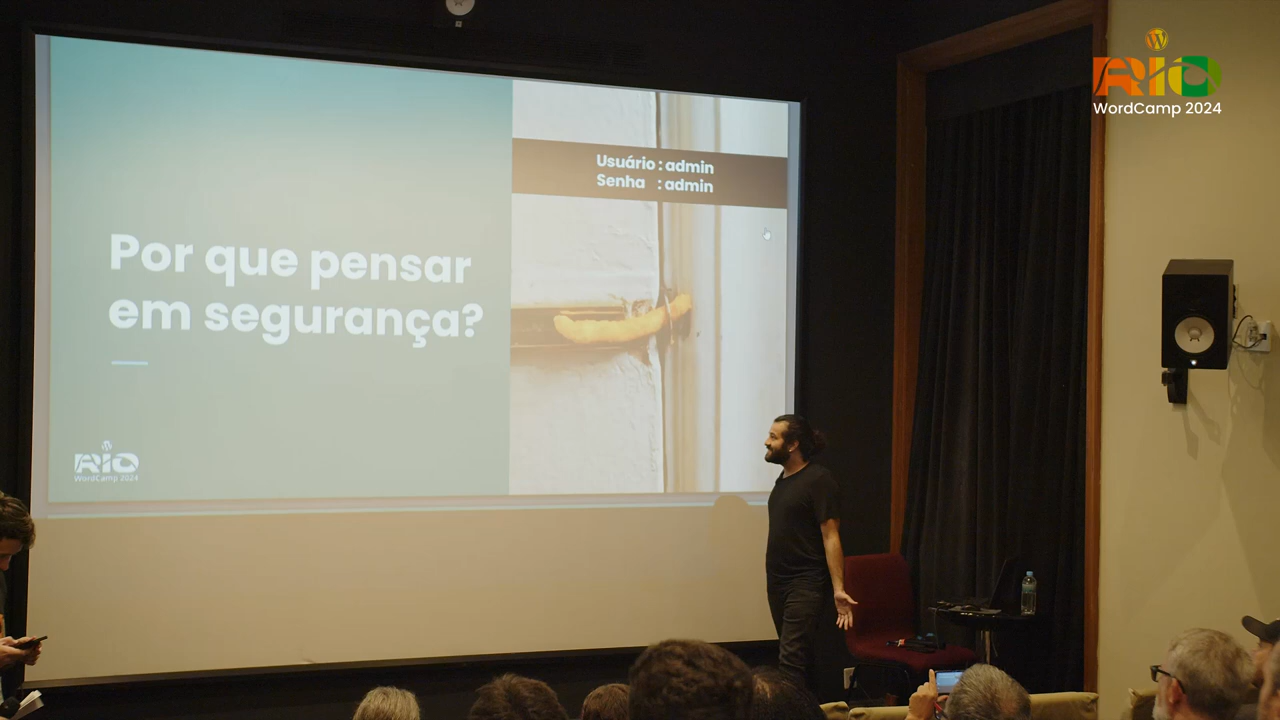 Usuário : admin
Senha : admin
Por que pensar
em segurança?
RIO
WordCamp 2024
RIO
WordCamp 2024